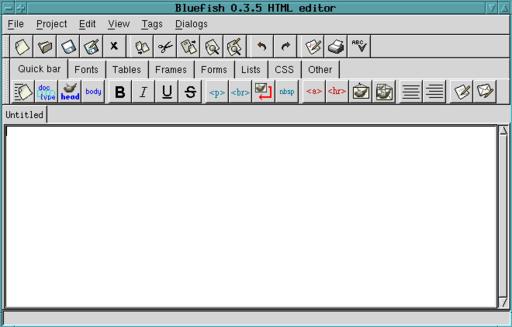 Bluefish 0.3.5 HTML editor
File Project Edit View Tags Dialogs
ABC
Quick bar Fonts Tables Frames Forms Lists CSS Other
doc type head body B I U S <p> <br> nbsp <a> <hr>
Untitled